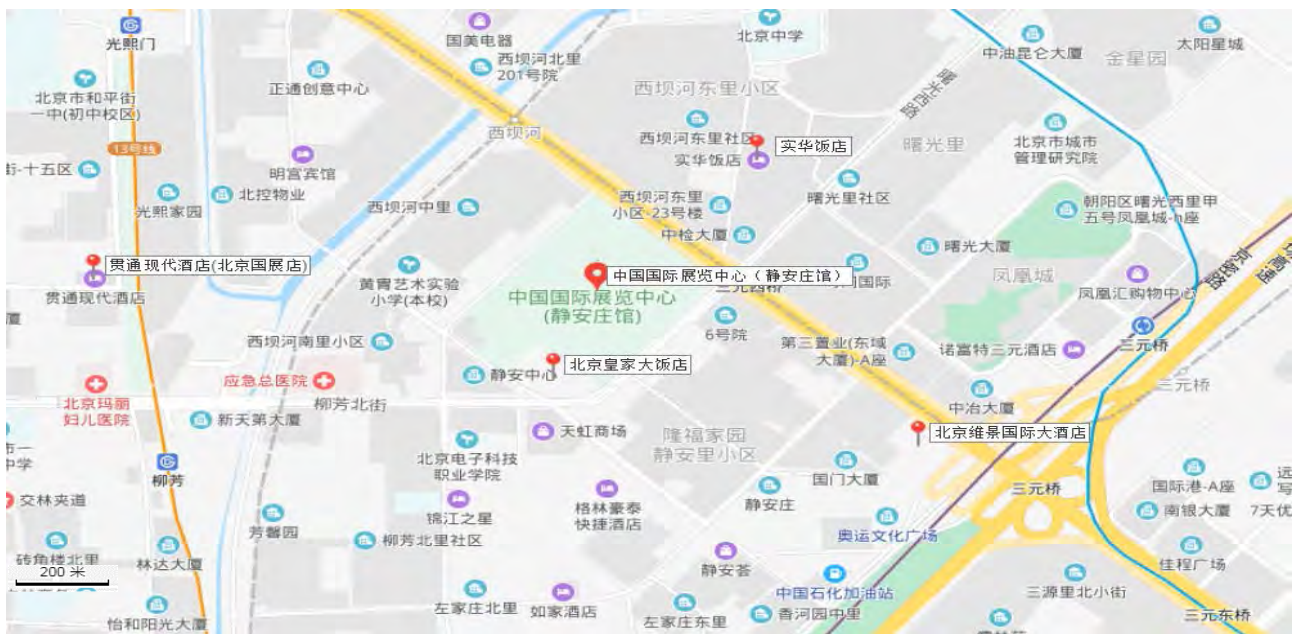 光熙门
国美电器
北京中学
中油昆仑大厦
太阳星城
金星园
西坝河北里
201号院
正通创意中心
北京市和平街
一中(初中校区)
西坝河东里小区
曙光西路
西坝河
西坝河东里社区
实华饭店
实华饭店
曙光里
北京市城市
管理研究院
13号线
街-十五区
明宫宾馆
北控物业
光熙家园
西坝河中里
西坝河东里
小区-23号楼
曙光里社区
朝阳区曙光西里甲
五号凤凰城-h座
中检大厦
曙光大厦
京密路
贯通现代酒店(北京国展店)
贯通现代酒店
黄胄艺术实验
小学(本校)
中国国际展览中心（静安庄馆）
中国国际展览中心
(静安庄馆)
三元西桥
凤凰城
凤凰汇购物中心
西坝河南里小区
6号院
第三置业(东域
大厦)-A座
诺富特三元酒店
三元桥
三元桥
北京皇家大饭店
静安中心
应急总医院
柳芳北街
北京玛丽
妇儿医院
新天第大厦
中冶大厦
北京维景国际大酒店
天虹商场
隆福家园
静安里小区
北京电子科技
职业学院
柳芳
交林夹道
国门大厦
三元桥
国际港-A座
南银大厦
7天优
静安庄
格林豪泰
快捷酒店
锦江之星
芳馨园
柳芳北里社区
奥运文化广场
砖角楼北里
林达大厦
静安荟
佳程广场
200 米
中国石化加油站
三源里北小街
左家庄北里
如家酒店
左家庄东里
香河园中里
三元东桥
怡和阳光大厦